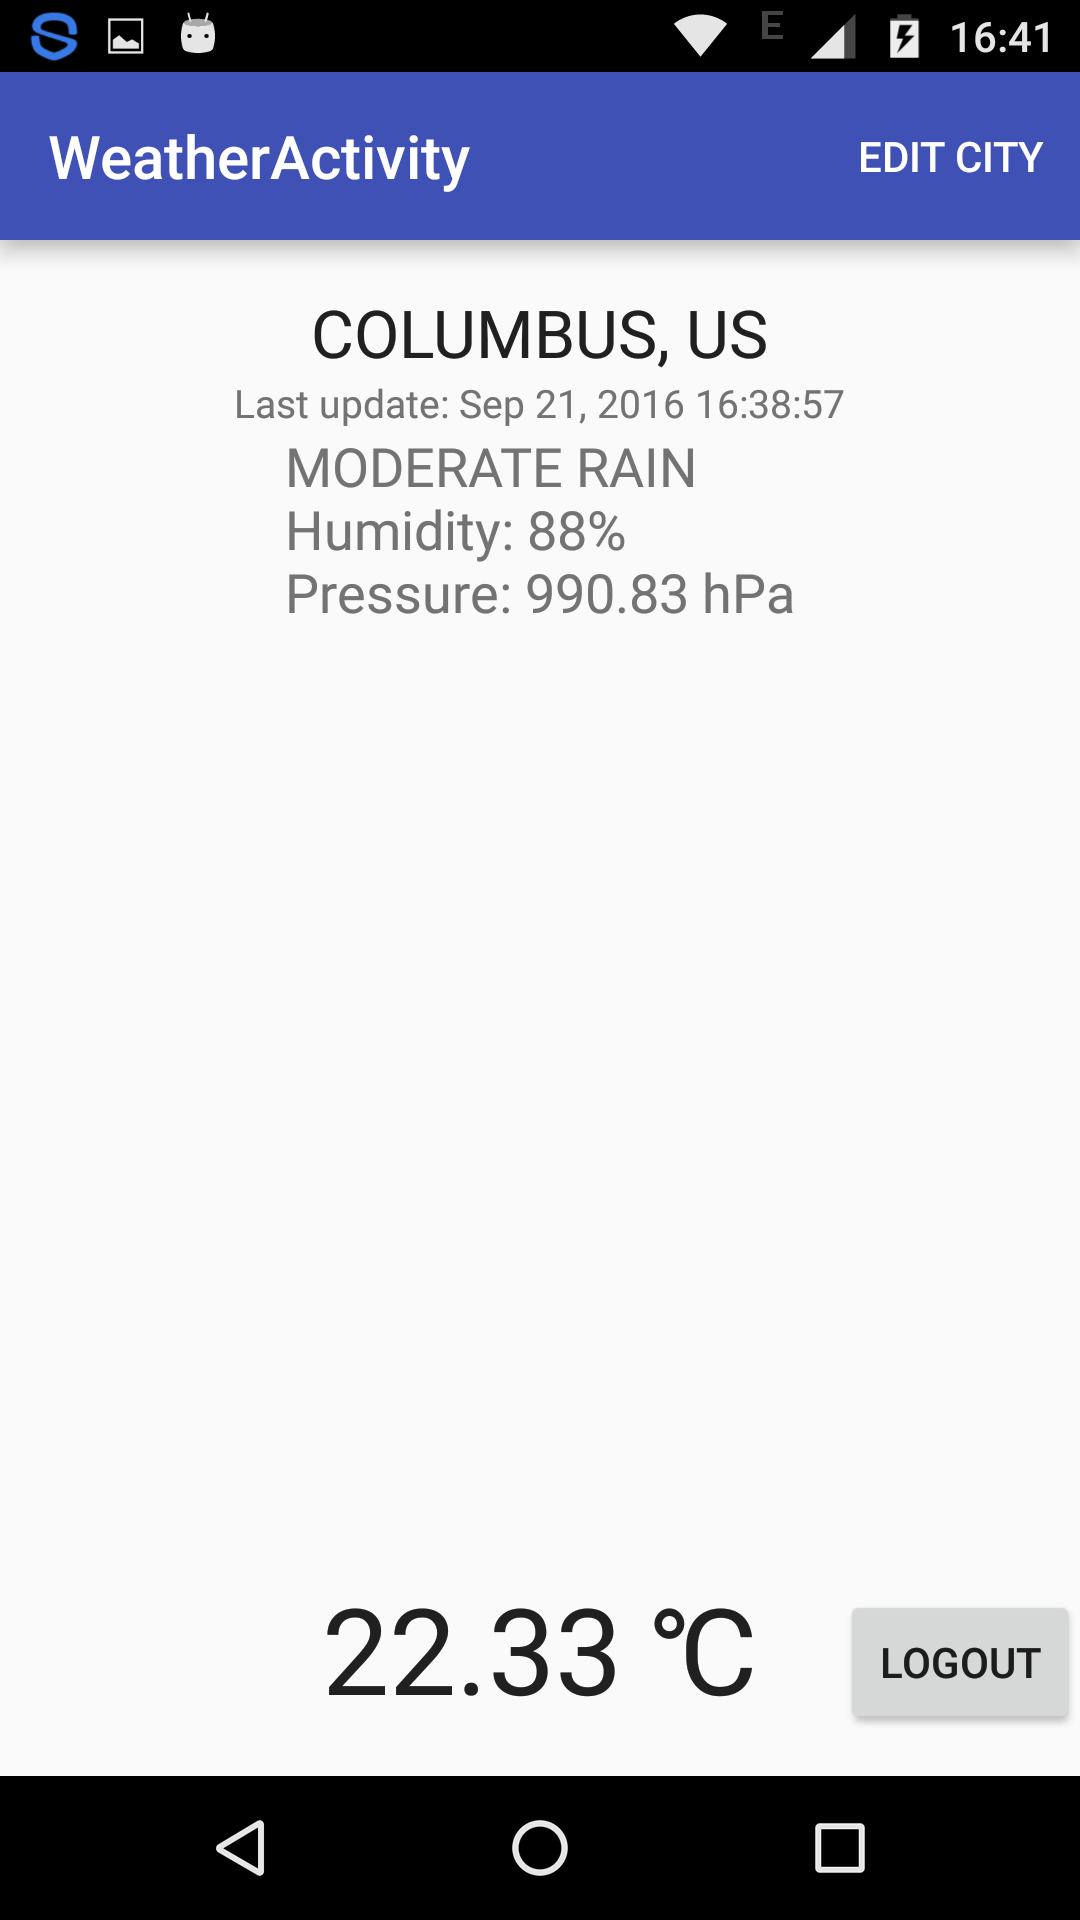 E 16:41
WeatherActivity EDIT CITY
COLUMBUS, US
Last update: Sep 21, 2016 16:38:57
MODERATE RAIN
Humidity: 88%
Pressure: 990.83 hPa
22.33 ℃
LOGOUT